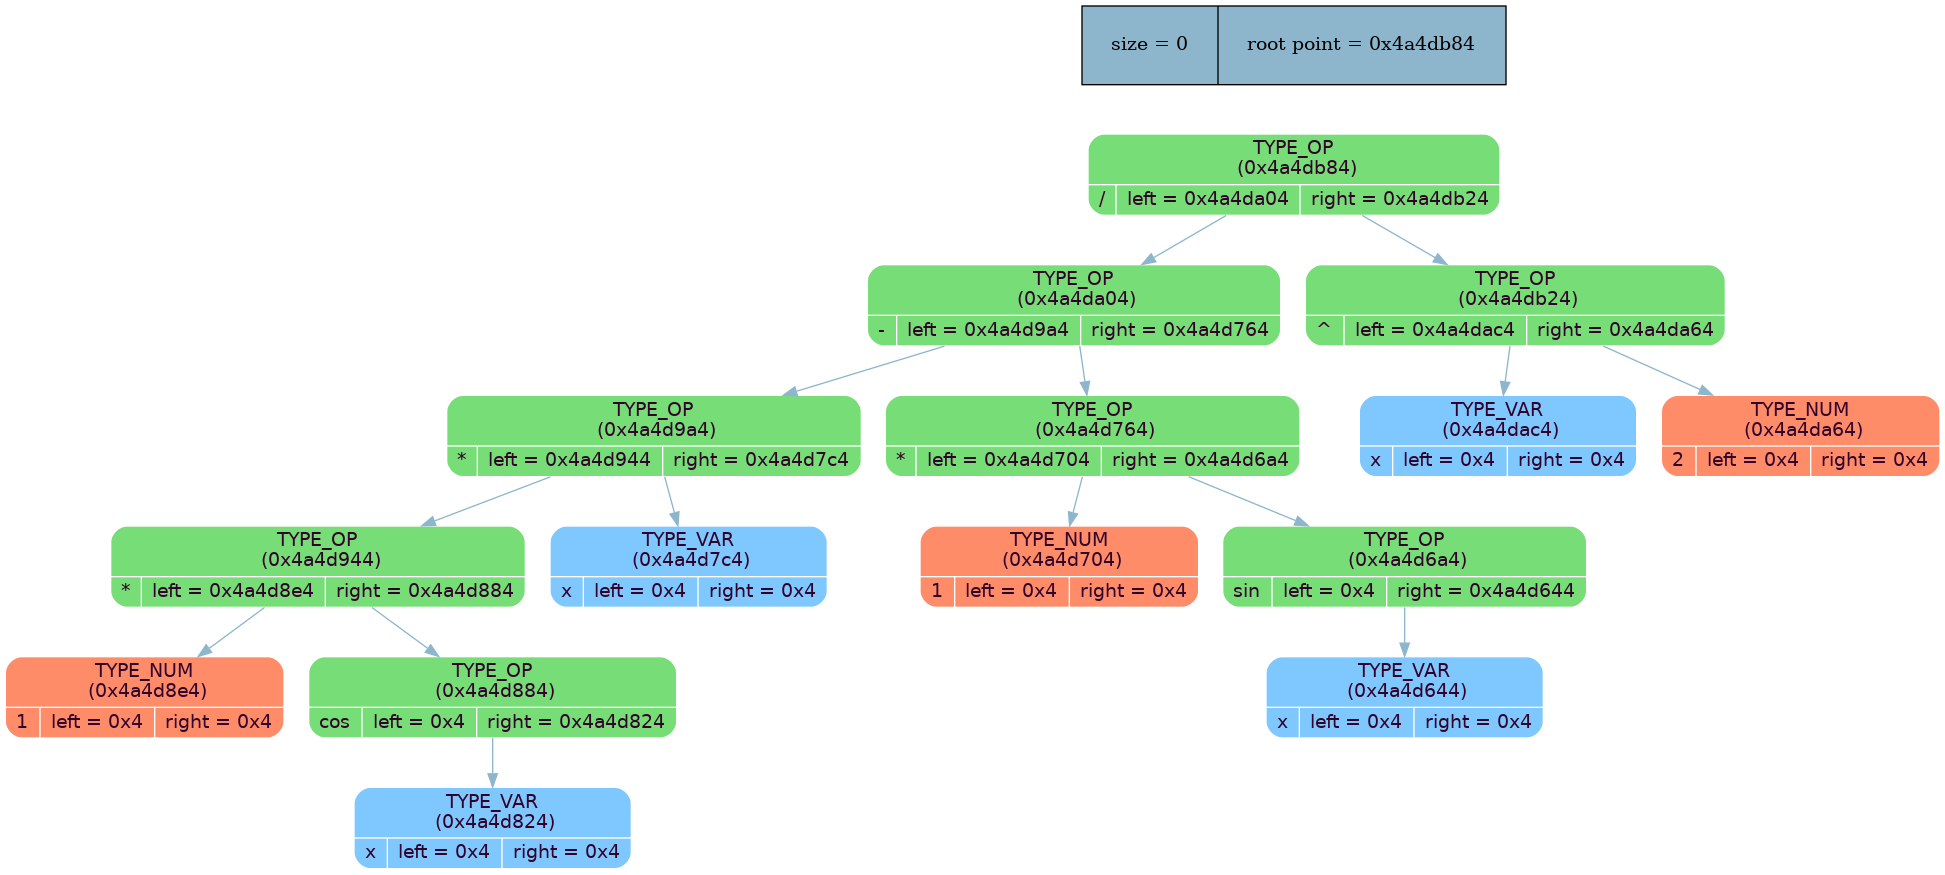 size = 0 root point = 0x4a4db84
TYPE_OP
(0x4a4db84)
/ left = 0x4a4da04 right = 0x4a4db24
TYPE_OP
(0x4a4da04)
- left = 0x4a4d9a4 right = 0x4a4d764
TYPE_OP
(0x4a4db24)
^ left = 0x4a4dac4 right = 0x4a4da64
TYPE_OP
(0x4a4d9a4)
* left = 0x4a4d944 right = 0x4a4d7c4
TYPE_OP
(0x4a4d764)
* left = 0x4a4d704 right = 0x4a4d6a4
TYPE_VAR
(0x4a4dac4)
x left = 0x4 right = 0x4
TYPE_NUM
(0x4a4da64)
2 left = 0x4 right = 0x4
TYPE_OP
(0x4a4d944)
* left = 0x4a4d8e4 right = 0x4a4d884
TYPE_VAR
(0x4a4d7c4)
x left = 0x4 right = 0x4
TYPE_NUM
(0x4a4d704)
1 left = 0x4 right = 0x4
TYPE_OP
(0x4a4d6a4)
sin left = 0x4 right = 0x4a4d644
TYPE_NUM
(0x4a4d8e4)
1 left = 0x4 right = 0x4
TYPE_OP
(0x4a4d884)
cos left = 0x4 right = 0x4a4d824
TYPE_VAR
(0x4a4d644)
x left = 0x4 right = 0x4
TYPE_VAR
(0x4a4d824)
x left = 0x4 right = 0x4